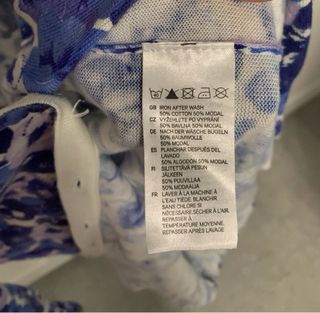 GB IRON AFTER WASH
50% COTTON 50% MODAL
CZ VYŽEHLETE PO VYPRÁNÍ
50% BAVLNA 50% MODAL
DE NACH DER WÄSCHE BÜGELN
50% BAUMWOLLE
50% MODAL
ES PLANCHAR DESPUÉS DEL
LAVADO
50% ALGODÓN 50% MODAL
FI SILITETTÄVÄ PESUN
JÄLKEEN
50% PUUVILLAA
50% MODAALIA
FR LAVER À LA MACHINE À
L'EAU TIÈDE. BLANCHIR
SANS CHLORE SI
NÉCESSAIRE.SÉCHER À L'AIR.
REPASSER À
TEMPÉRATURE MOYENNE.
REPASSER APRÈS LAVAGE